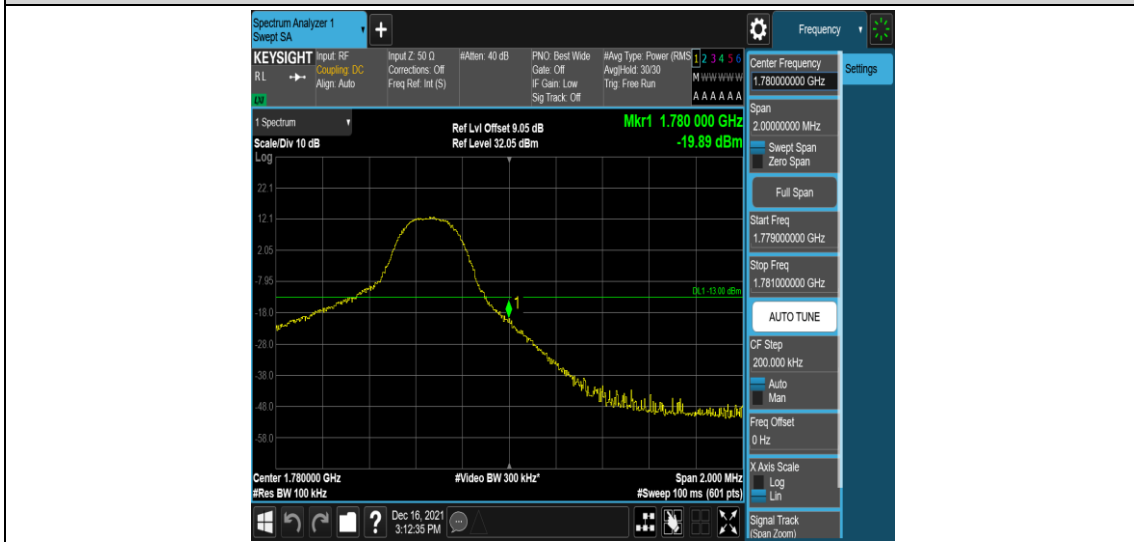 Spectrum Analyzer 1
Swept SA
+
Frequency
KEYSIGHT
RL
LXI
Input: RF
Coupling: DC
Align: Auto
Input Z: 50 Ω
Corrections: Off
Freq Ref: Int (S)
#Atten: 40 dB
PNO: Best Wide
Gate: Off
IF Gain: Low
Sig Track: Off
#Avg Type: Power (RMS
Avg|Hold: 30/30
Trig: Free Run
1 2 3 4 5 6
M W W W W W
A A A A A A
1 Spectrum
Scale/Div 10 dB
Log
Ref Lvl Offset 9.05 dB
Ref Level 32.05 dBm
Mkr1 1.780 000 GHz
-19.89 dBm
22.1
12.1
2.05
-7.95
-18.0
-28.0
-38.0
-48.0
-58.0
DL1 -13.00 dBm
1
Center 1.780000 GHz
#Res BW 100 kHz
#Video BW 300 kHz*
Span 2.000 MHz
#Sweep 100 ms (601 pts)
Center Frequency
1.780000000 GHz
Settings
Span
2.00000000 MHz
Swept Span
Zero Span
Full Span
Start Freq
1.779000000 GHz
Stop Freq
1.781000000 GHz
AUTO TUNE
CF Step
200.000 kHz
Auto
Man
Freq Offset
0 Hz
X Axis Scale
Log
Lin
Signal Track
(Span Zoom)
?
Dec 16, 2021
3:12:35 PM